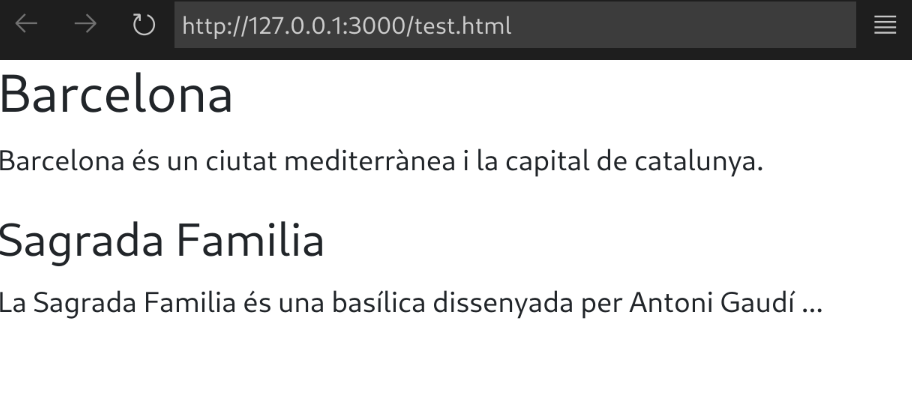 http://127.0.0.1:3000/test.html
Barcelona
Barcelona és un ciutat mediterrànea i la capital de catalunya.
Sagrada Familia
La Sagrada Familia és una basílica dissenyada per Antoni Gaudí ...